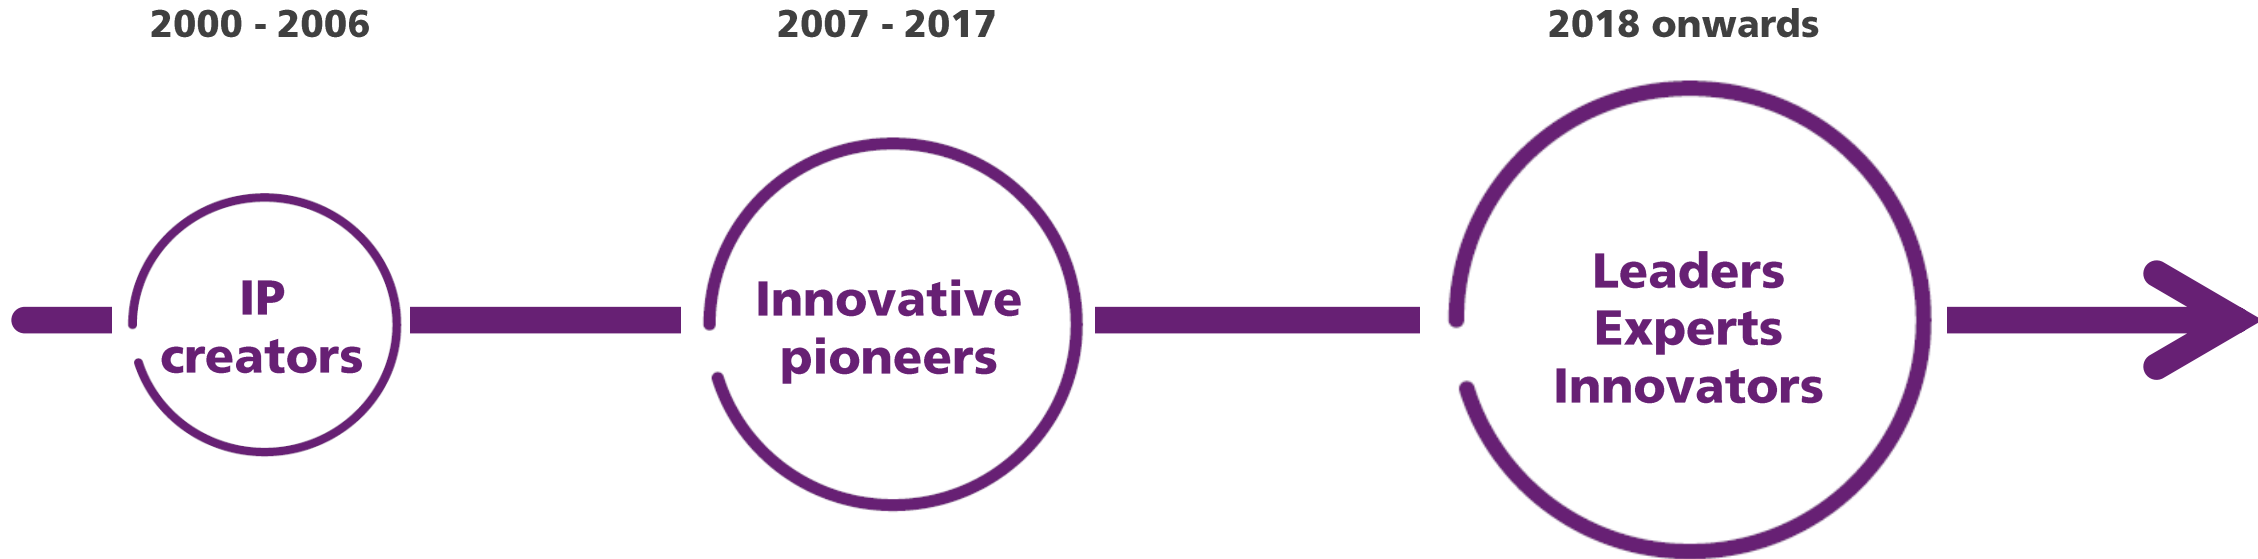 2000 - 2006
2007 - 2017
2018 onwards
IP
creators
Innovative
pioneers
Leaders
Experts
Innovators